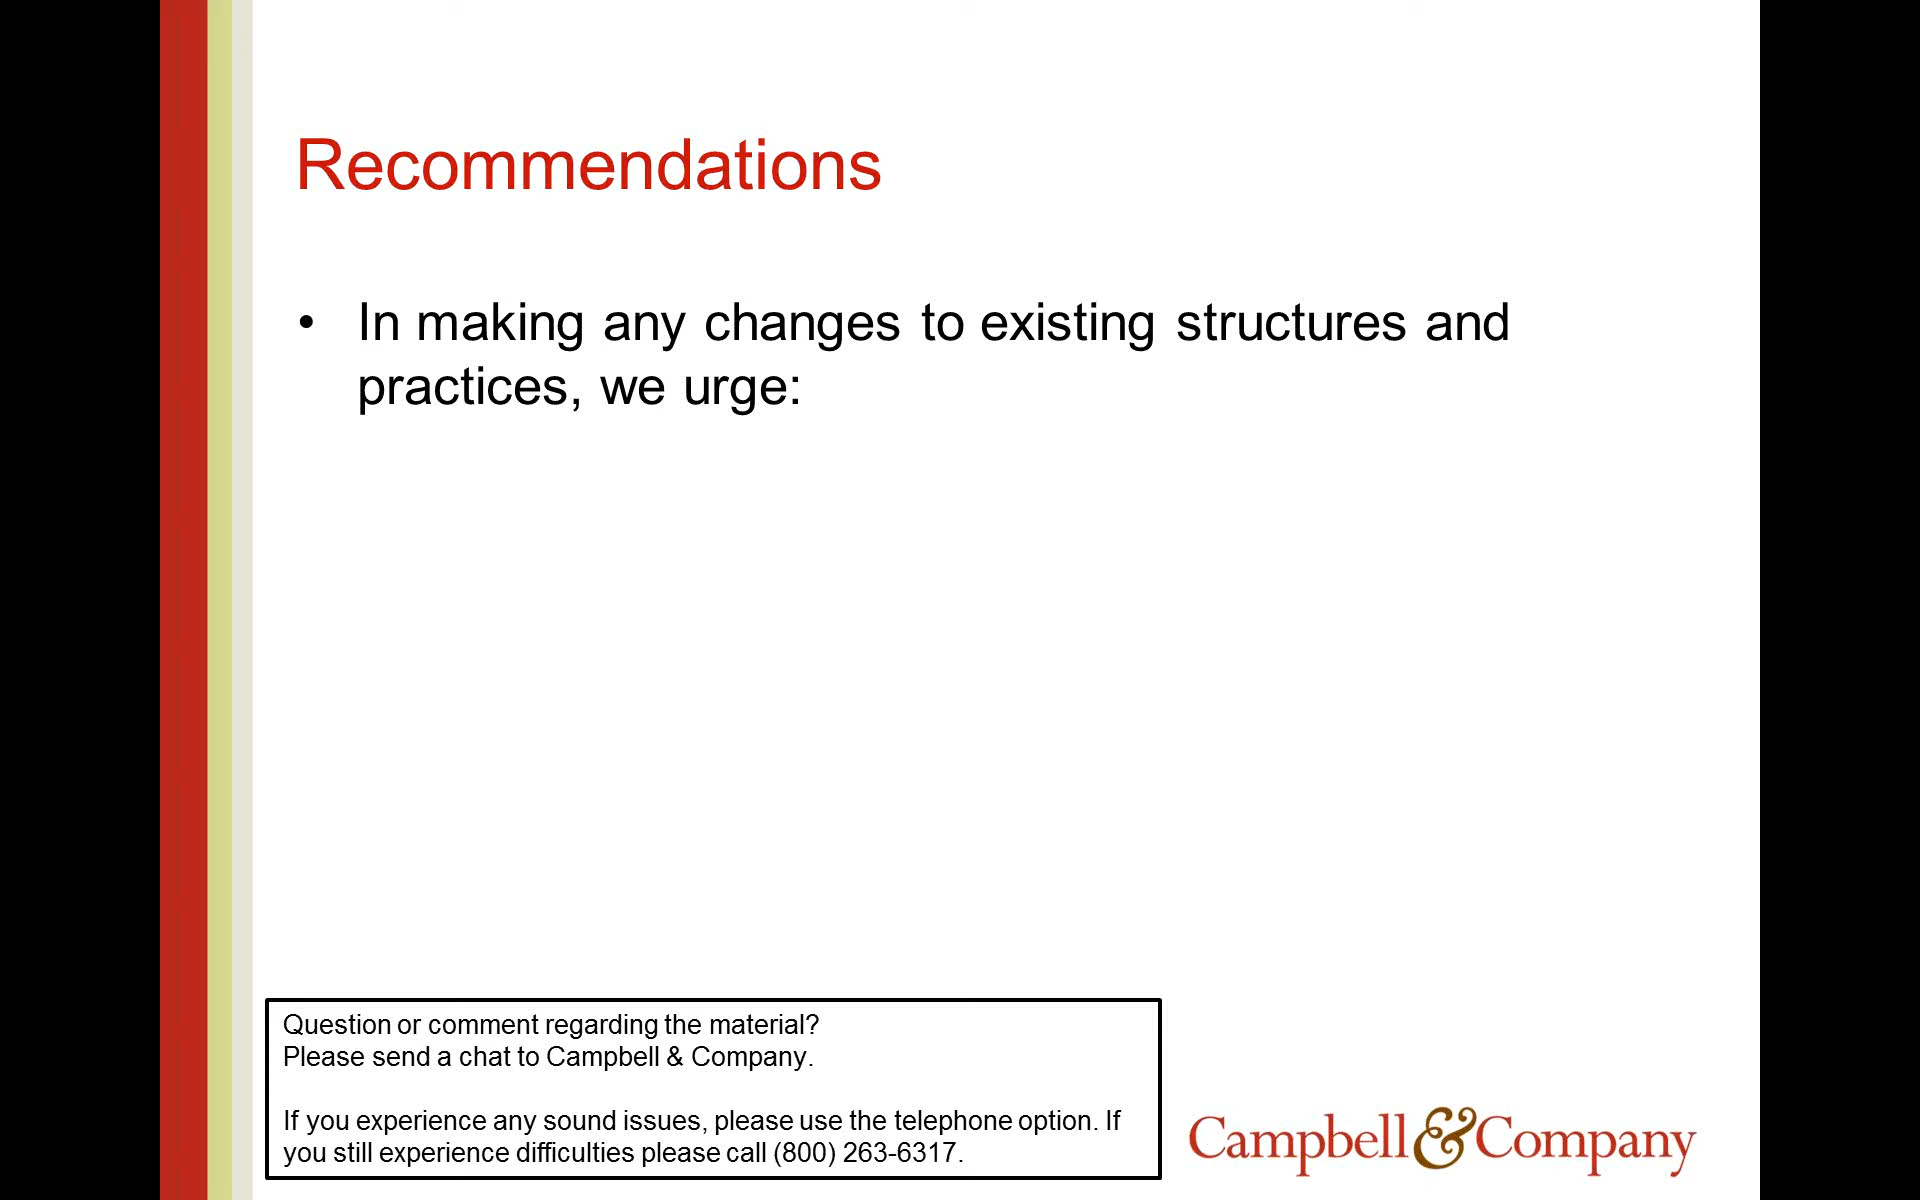 Recommendations
• In making any changes to existing structures and
practices, we urge:
Question or comment regarding the material?
Please send a chat to Campbell & Company.
If you experience any sound issues, please use the telephone option. If
you still experience difficulties please call (800) 263-6317.
Campbell&Company